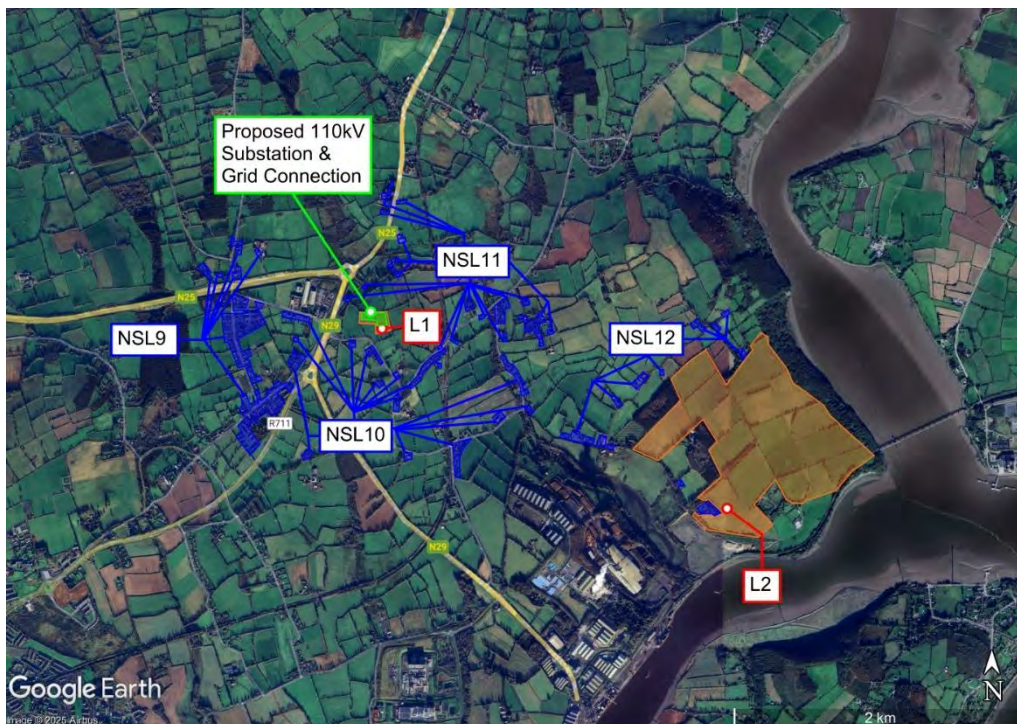 Proposed 110kV
Substation &
Grid Connection
N25
NSL11
N25
N29
L1
NSL9
NSL12
R711
NSL10
N29
L2
N
Google Earth
Image © 2025 Airbus
2 km